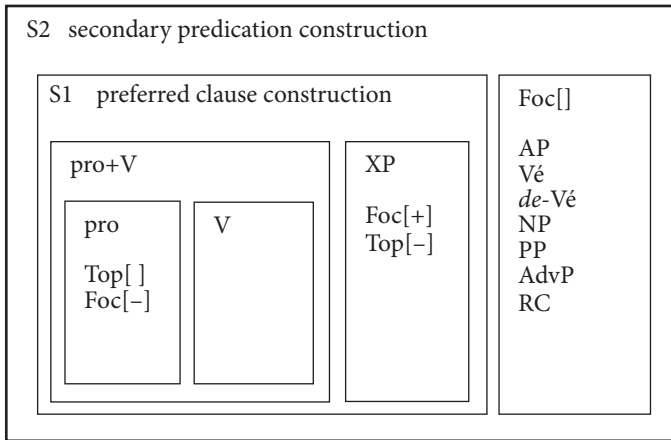 S2 secondary predication construction
S1 preferred clause construction
pro+V
pro
Top[ ]
Foc[–]
V
XP
Foc[+]
Top[–]
Foc[]
AP
Vé
de-Vé
NP
PP
AdvP
RC